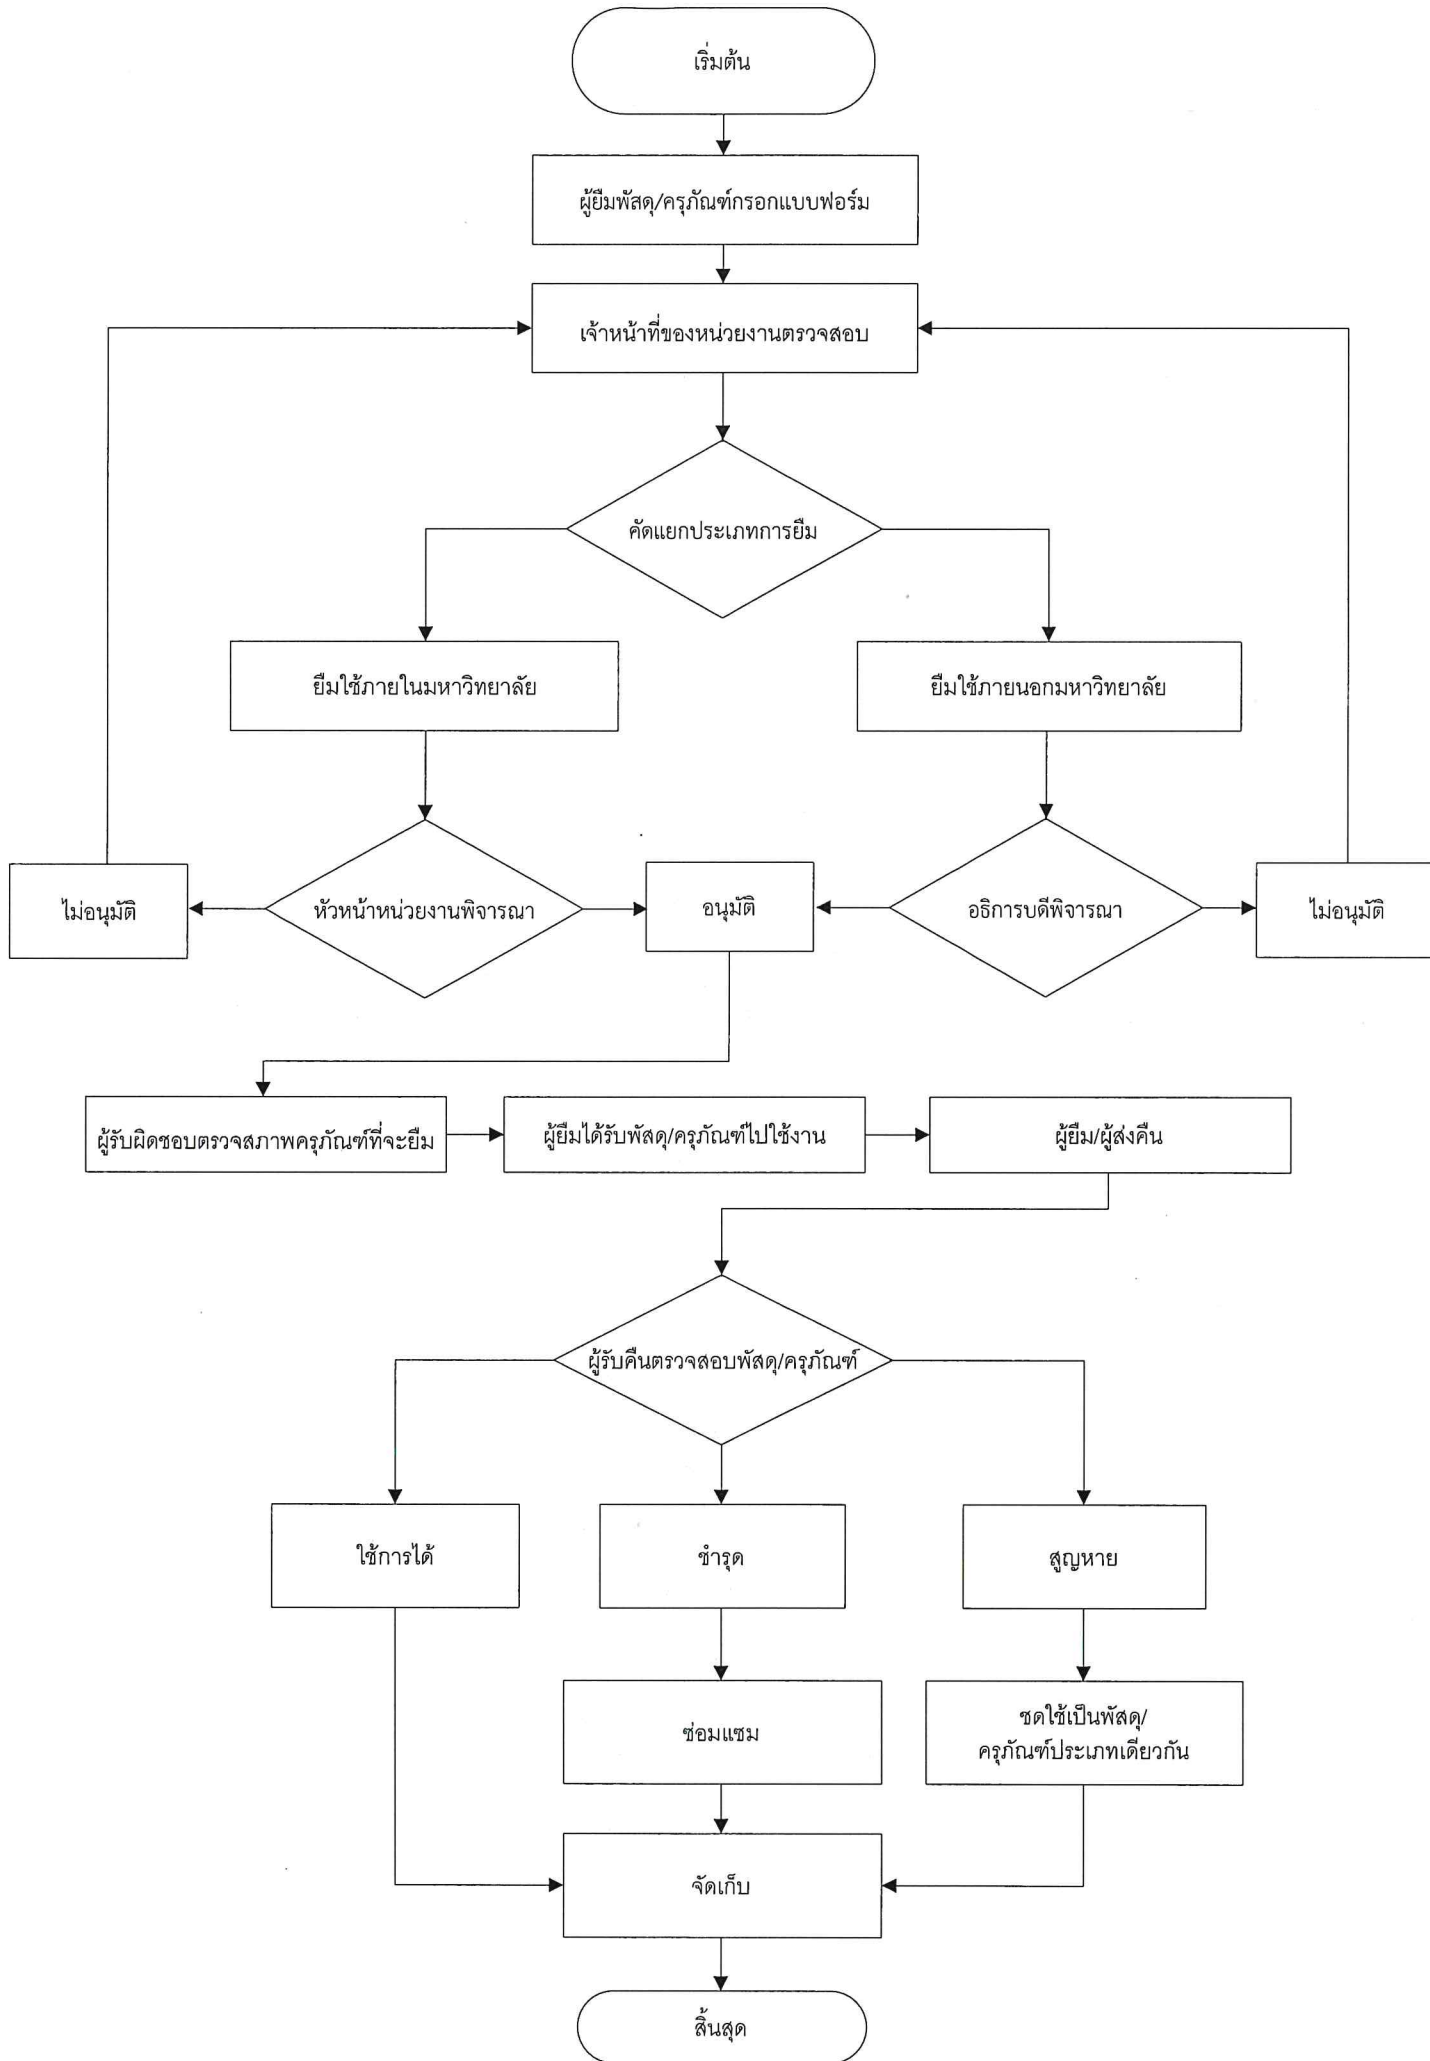 เริ่มต้น
ผู้ยืมพัสดุ/ครุภัณฑ์กรอกแบบฟอร์ม
เจ้าหน้าที่ของหน่วยงานตรวจสอบ
คัดแยกประเภทการยืม
ยืมใช้ภายในมหาวิทยาลัย
ยืมใช้ภายนอกมหาวิทยาลัย
ไม่อนุมัติ
หัวหน้าหน่วยงานพิจารณา
อนุมัติ
อธิการบดีพิจารณา
ไม่อนุมัติ
ผู้รับผิดชอบตรวจสภาพครุภัณฑ์ที่จะยืม
ผู้ยืมได้รับพัสดุ/ครุภัณฑ์ไปใช้งาน
ผู้ยืม/ผู้ส่งคืน
ผู้รับคืนตรวจสอบพัสดุ/ครุภัณฑ์
ใช้การได้
ชำรุด
สูญหาย
ซ่อมแซม
ชดใช้เป็นพัสดุ/
ครุภัณฑ์ประเภทเดียวกัน
จัดเก็บ
สิ้นสุด